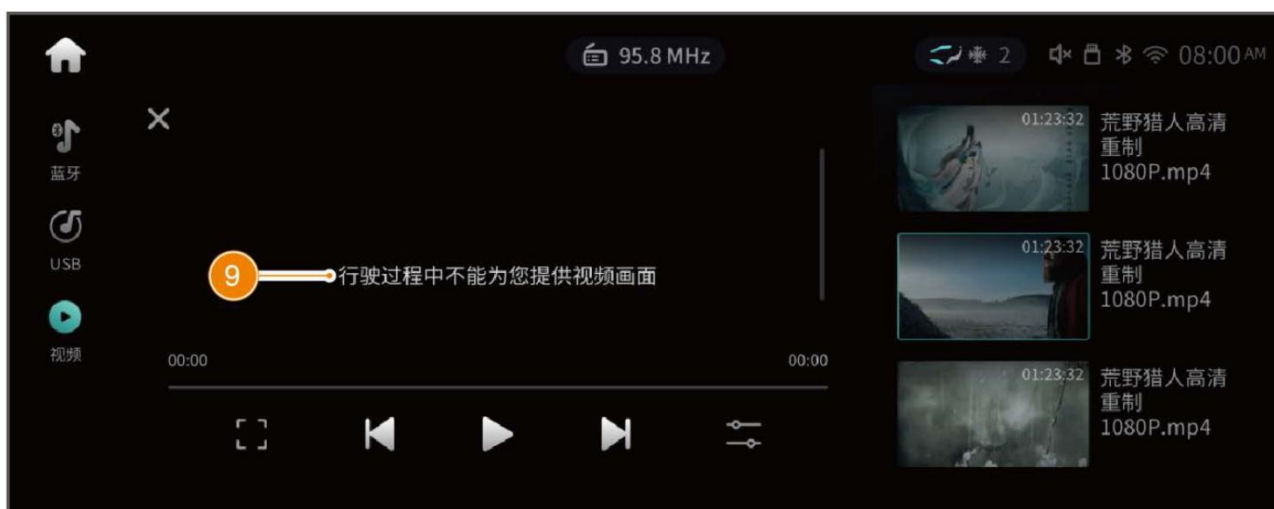 95.8 MHz
2
08:00 AM
蓝牙
USB
视频
9
行驶过程中不能为您提供视频画面
00:00
00:00
01:23:32
荒野猎人高清
重制
1080P.mp4
01:23:32
荒野猎人高清
重制
1080P.mp4
01:23:32
荒野猎人高清
重制
1080P.mp4